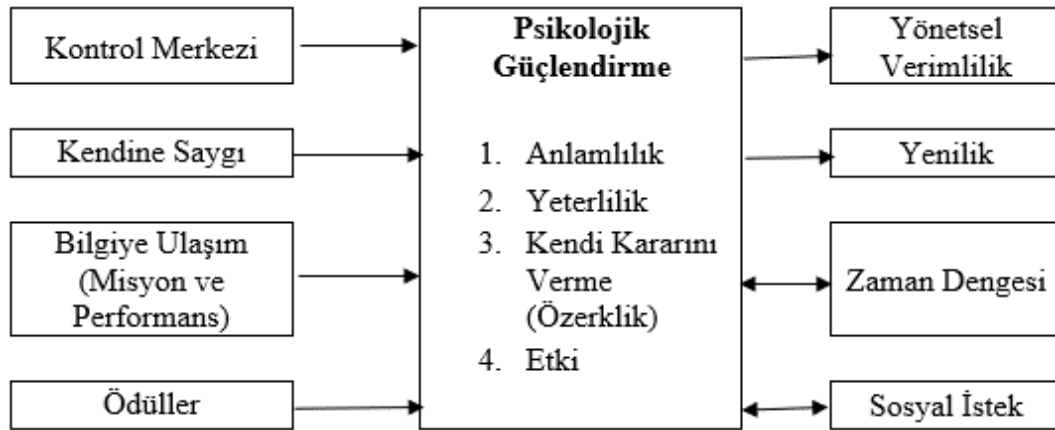 Kontrol Merkezi
Kendine Saygı
Bilgiye Ulaşım
(Misyon ve
Performans)
Ödüller
Psikolojik
Güçlendirme
1. Anlamlılık
2. Yeterlilik
3. Kendi Kararını
Verme
(Özerklik)
4. Etki
Yönetsel
Verimlilik
Yenilik
Zaman Dengesi
Sosyal İstek